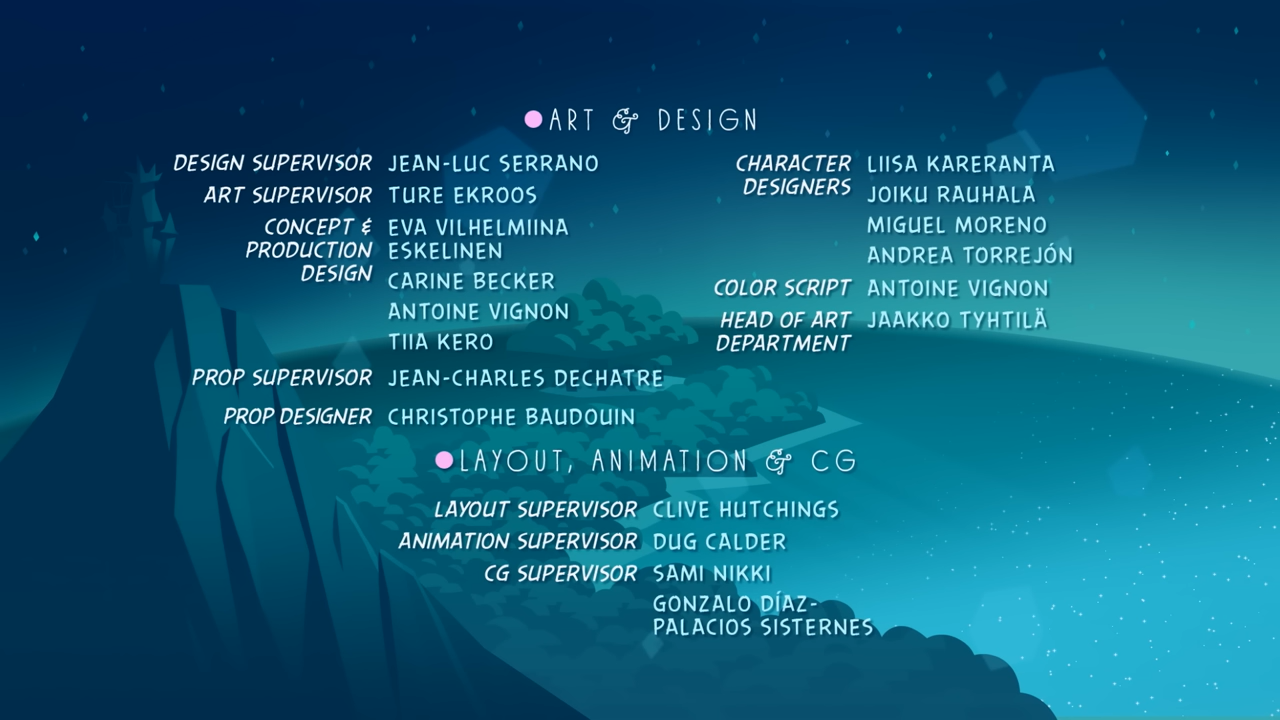 ART & DESIGN
DESIGN SUPERVISOR JEAN-LUC SERRANO
ART SUPERVISOR TURE EKROOS
CONCEPT & EVA VILHELMIINA
PRODUCTION ESKELINEN
DESIGN
CARINE BECKER
ANTOINE VIGNON
TIIA KERO
PROP SUPERVISOR JEAN-CHARLES DECHATRE
PROP DESIGNER CHRISTOPHE BAUDOUIN
CHARACTER LIISA KARERANTA
DESIGNERS JOIKU RAUHALA
MIGUEL MORENO
ANDREA TORREJÓN
COLOR SCRIPT ANTOINE VIGNON
HEAD OF ART JAAKKO TYHTILÄ
DEPARTMENT
LAYOUT, ANIMATION & CG
LAYOUT SUPERVISOR CLIVE HUTCHINGS
ANIMATION SUPERVISOR DUG CALDER
CG SUPERVISOR SAMI NIKKI
GONZALO DÍAZ-
PALACIOS SISTERNES